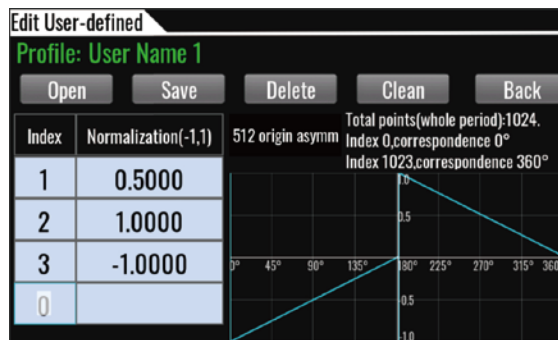 Edit User-defined
Profile: User Name 1
Open Save Delete Clean Back
Index Normalization(-1,1)
1 0.5000
2 1.0000
3 -1.0000
0
512 origin asymm
Total points(whole period):1024.
Index 0,correspondence 0°
Index 1023,correspondence 360°
1.0
0.5
0° 45° 90° 135° 180° 225° 270° 315° 360
-0.5
-1.0